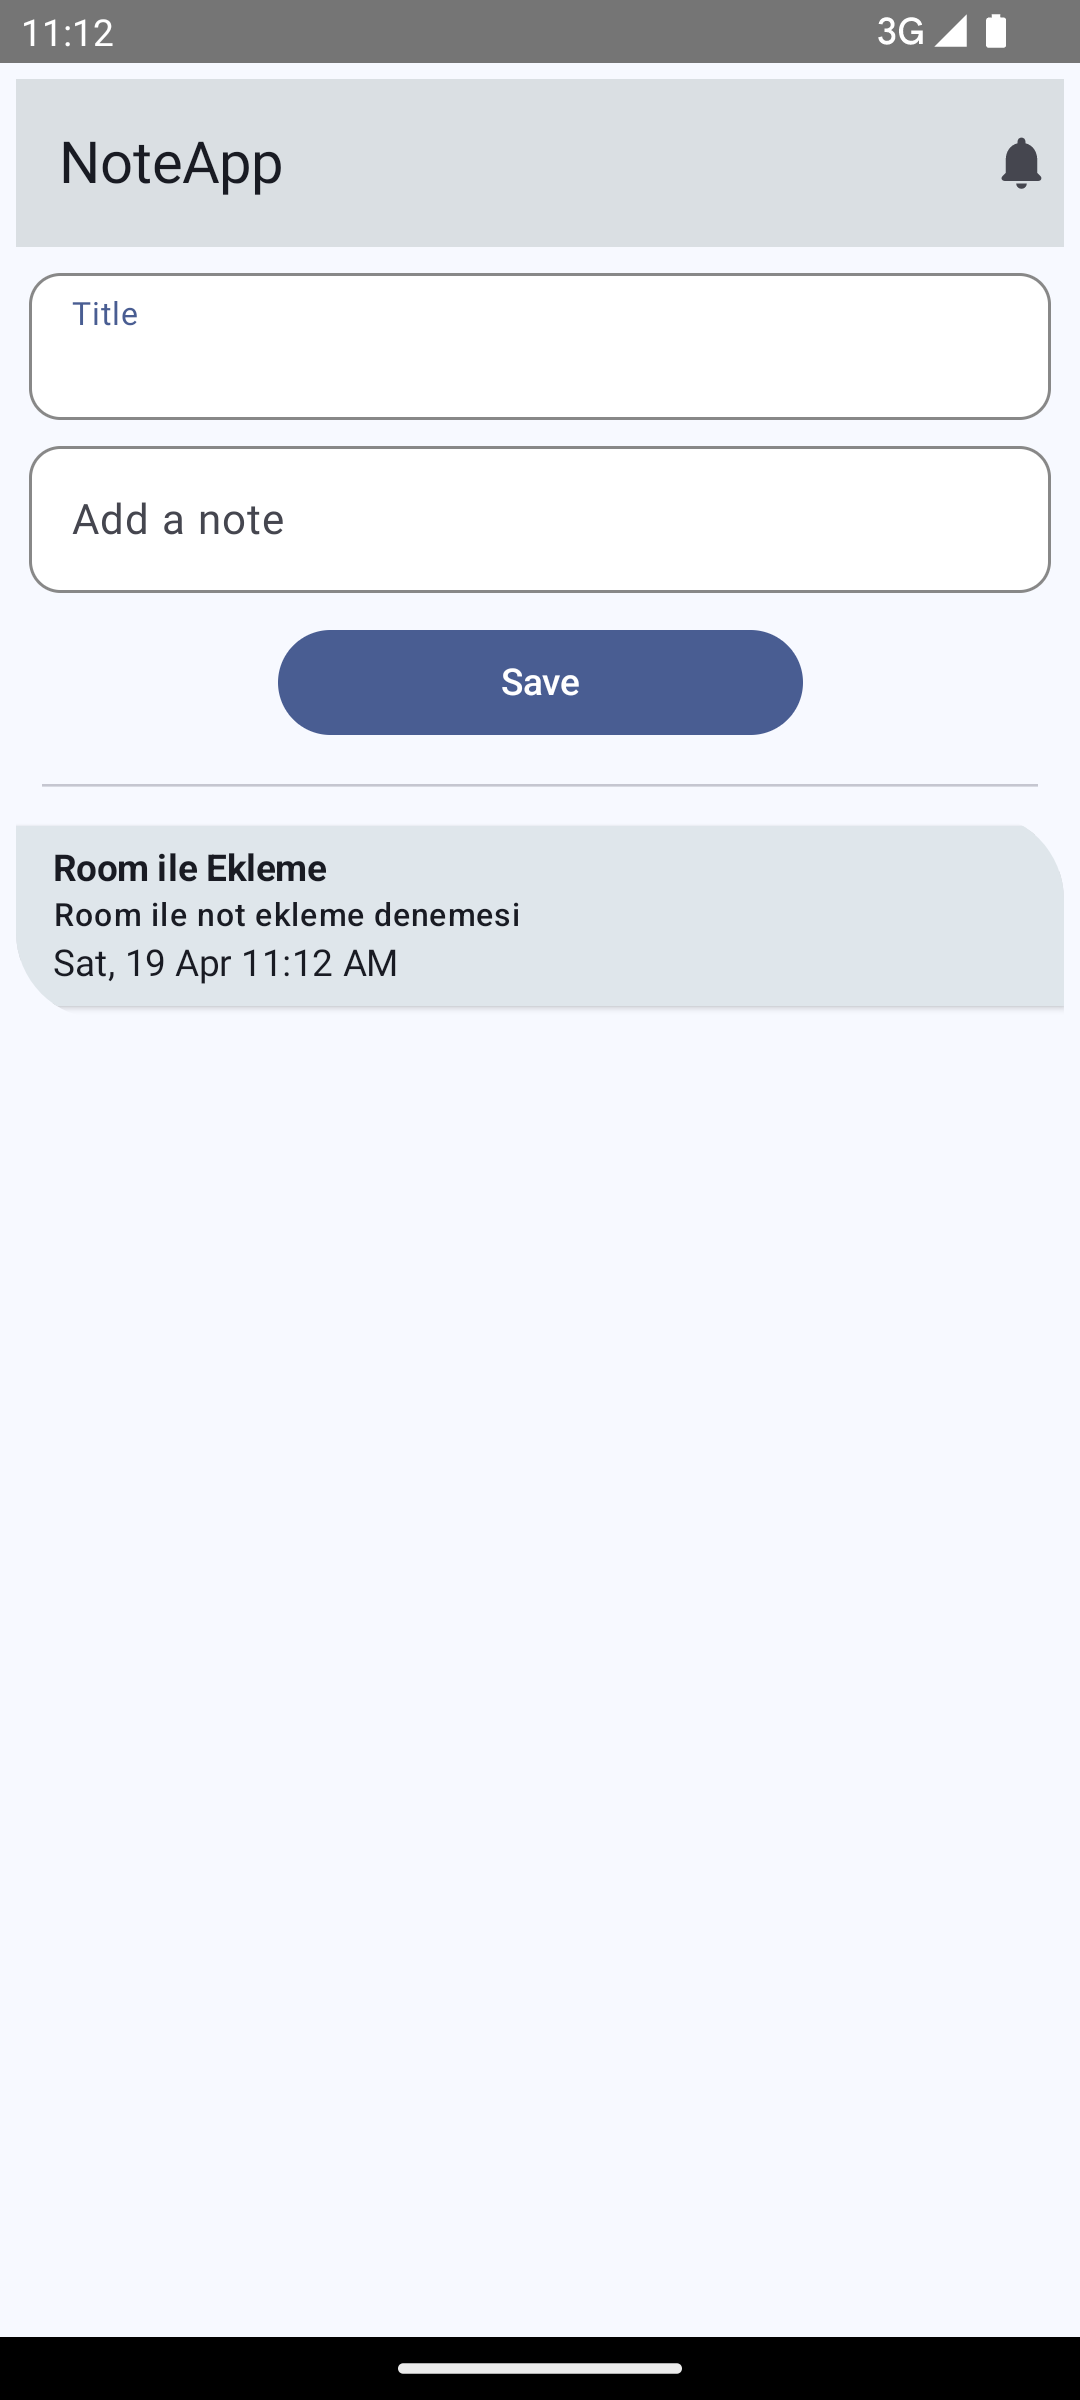 11:12
3G
NoteApp
Title
Add a note
Save
Room ile Ekleme
Room ile not ekleme denemesi
Sat, 19 Apr 11:12 AM